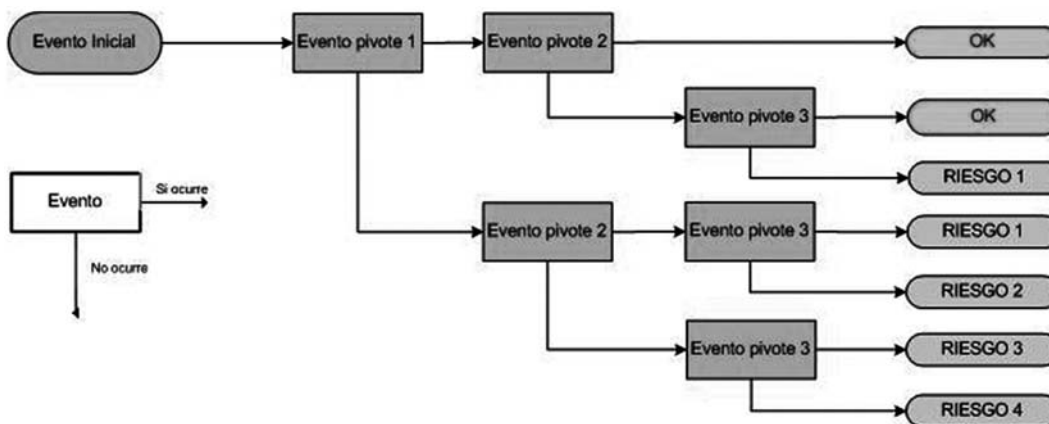 Evento Inicial
Evento pivote 1
Evento pivote 2
OK
Evento pivote 3
OK
RIESGO 1
Evento
Si ocurre
No ocurre
Evento pivote 2
Evento pivote 3
RIESGO 1
RIESGO 2
Evento pivote 3
RIESGO 3
RIESGO 4